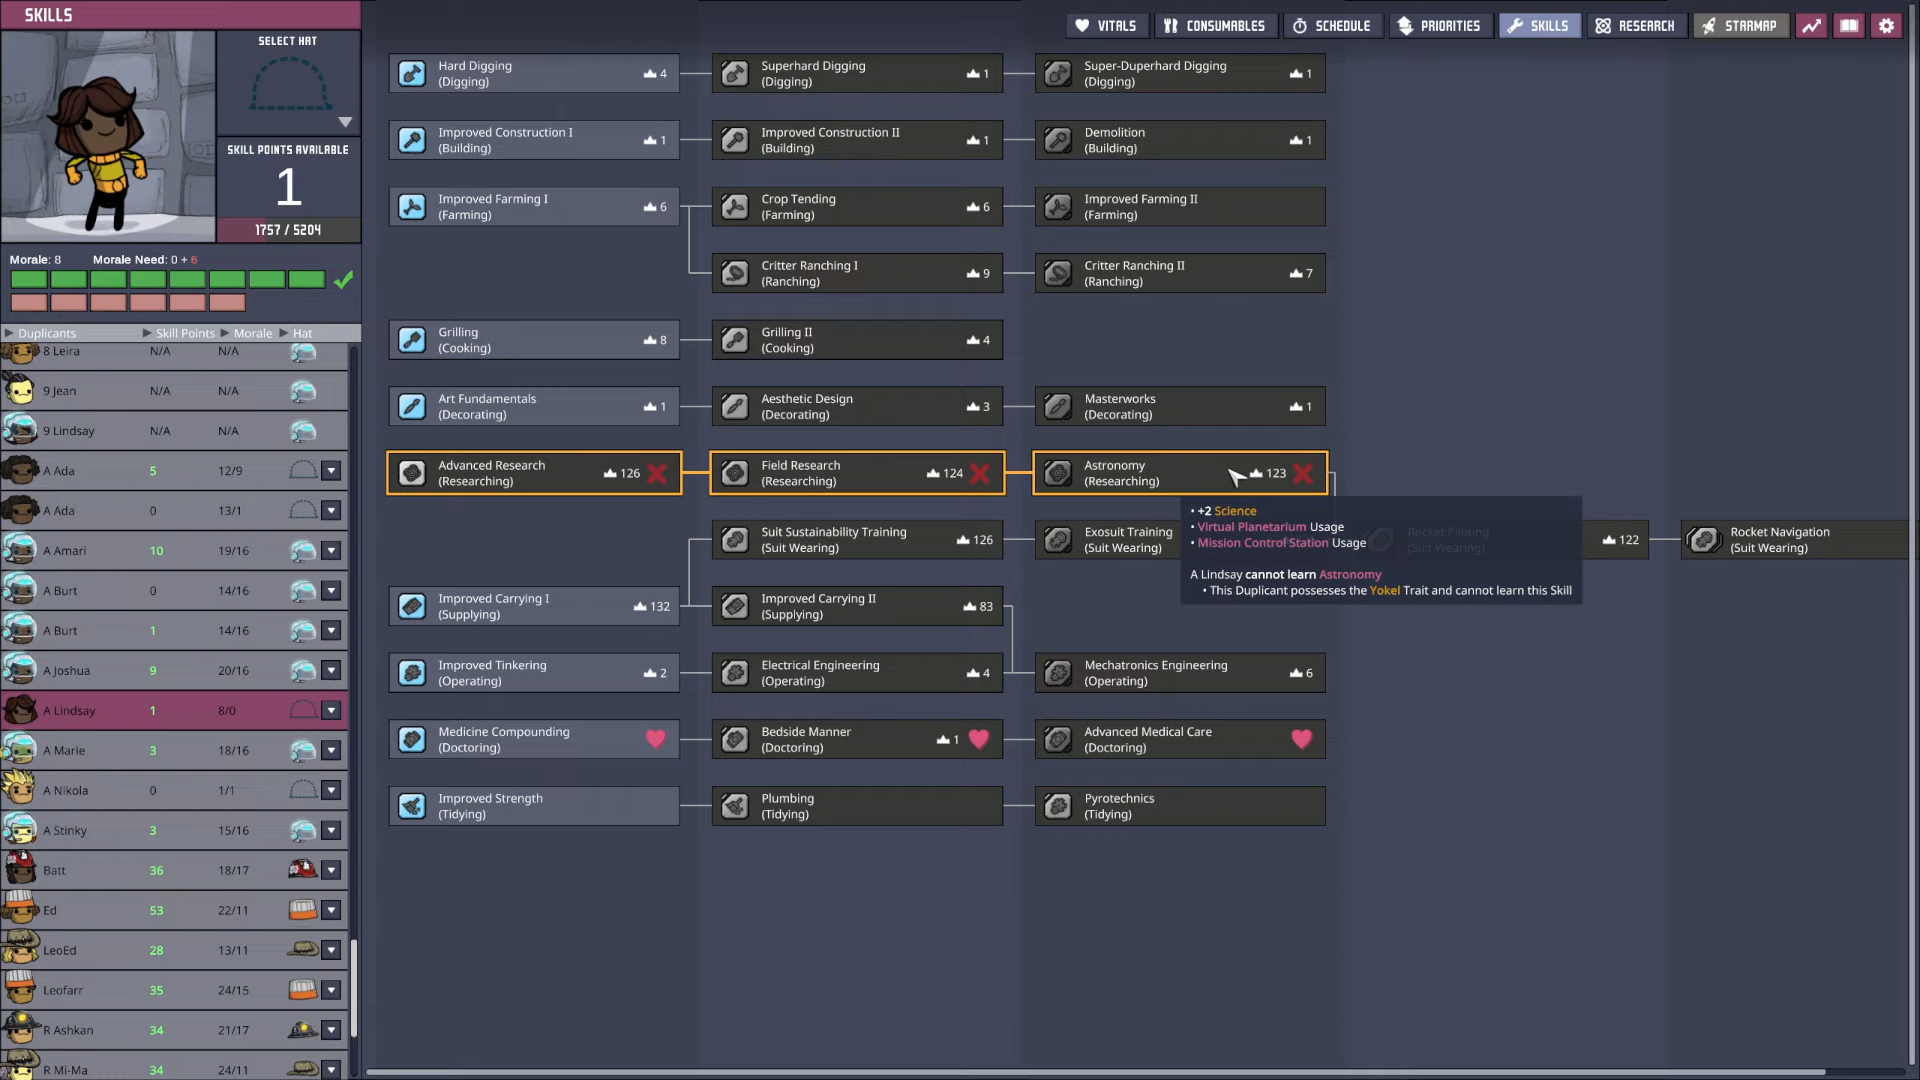 SKILLS
VITALS
CONSUMABLES
SCHEDULE
PRIORITIES
SKILLS
RESEARCH
STARMAP
SELECT HAT
SKILL POINTS AVAILABLE
1
1757 / 5204
Morale: 8 Morale Need: 0 + 6
Duplicants Skill Points Morale Hat
8 Leira N/A N/A
9 Jean N/A N/A
9 Lindsay N/A N/A
A Ada 5 12/9
A Ada 0 13/1
A Amari 10 19/16
A Burt 0 14/16
A Burt 1 14/16
A Joshua 9 20/16
A Lindsay 1 8/0
A Marie 3 18/16
A Nikola 0 1/1
A Stinky 3 15/16
Batt 36 18/17
Ed 53 22/11
LeoEd 28 13/11
Leofarr 35 24/15
R Ashkan 34 21/17
R Mi-Ma 34 24/11
Hard Digging 4
(Digging)
Superhard Digging 1
(Digging)
Super-Duperhard Digging 1
(Digging)
Improved Construction I 1
(Building)
Improved Construction II 1
(Building)
Demolition 1
(Building)
Improved Farming I 6
(Farming)
Crop Tending 6
(Farming)
Improved Farming II
(Farming)
Critter Ranching I 9
(Ranching)
Critter Ranching II 7
(Ranching)
Grilling 8
(Cooking)
Grilling II 4
(Cooking)
Art Fundamentals 1
(Decorating)
Aesthetic Design 3
(Decorating)
Masterworks 1
(Decorating)
Advanced Research 126
(Researching)
Field Research 124
(Researching)
Astronomy 123
(Researching)
Suit Sustainability Training 126
(Suit Wearing)
Exosuit Training
(Suit Wearing)
Rocket Piloting 122
(Suit Wearing)
Rocket Navigation
(Suit Wearing)
• +2 Science
• Virtual Planetarium Usage
• Mission Control Station Usage
A Lindsay cannot learn Astronomy
• This Duplicant possesses the Yokel Trait and cannot learn this Skill
Improved Carrying I 132
(Supplying)
Improved Carrying II 83
(Supplying)
Improved Tinkering 2
(Operating)
Electrical Engineering 4
(Operating)
Mechatronics Engineering 6
(Operating)
Medicine Compounding
(Doctoring)
Bedside Manner 1
(Doctoring)
Advanced Medical Care
(Doctoring)
Improved Strength
(Tidying)
Plumbing
(Tidying)
Pyrotechnics
(Tidying)